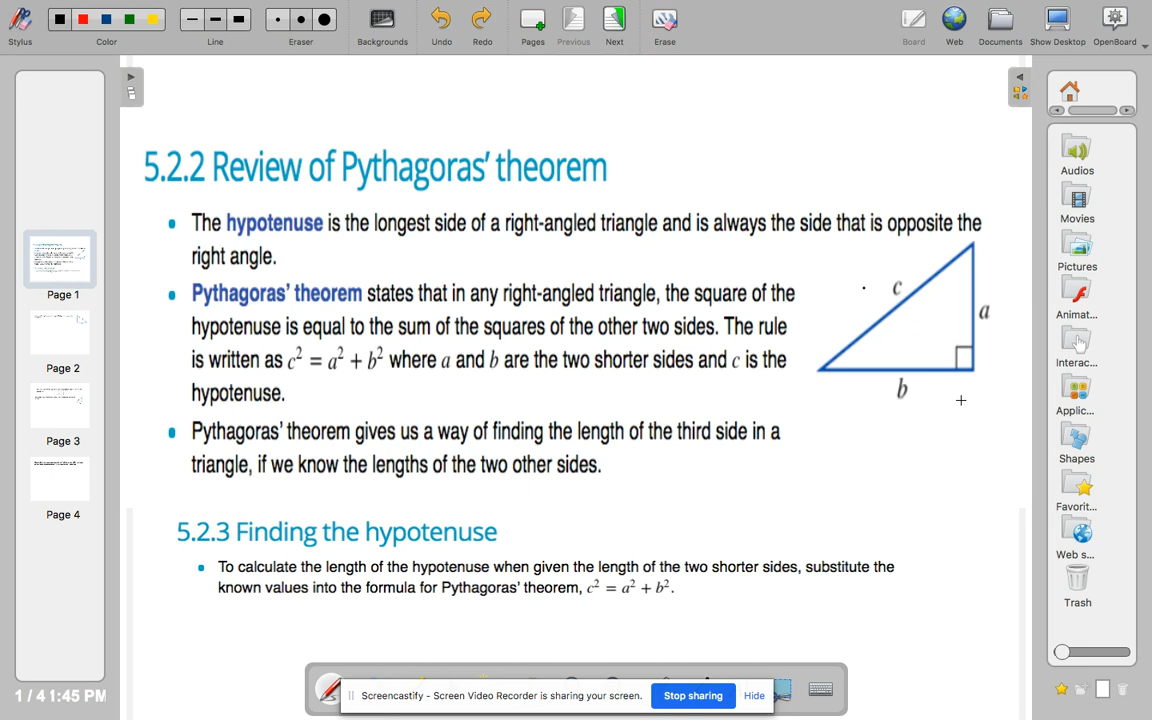 Stylus
Color
Line
Eraser
Backgrounds
Undo
Redo
Pages
Previous
Next
Erase
Board
Web
Documents
Show Desktop
OpenBoard
5.2.2 Review of Pythagoras' theorem
• The hypotenuse is the longest side of a right-angled triangle and is always the side that is opposite the
right angle.
• Pythagoras' theorem states that in any right-angled triangle, the square of the
hypotenuse is equal to the sum of the squares of the other two sides. The rule
is written as c² = a² + b² where a and b are the two shorter sides and c is the
hypotenuse.
c
a
b
• Pythagoras' theorem gives us a way of finding the length of the third side in a
triangle, if we know the lengths of the two other sides.
5.2.3 Finding the hypotenuse
• To calculate the length of the hypotenuse when given the length of the two shorter sides, substitute the
known values into the formula for Pythagoras' theorem, c² = a² + b².
Page 1
Page 2
Page 3
Page 4
1 / 4 1:45 PM
Audios
Movies
Pictures
Animat...
Interac...
Applic...
Shapes
Favorit...
Web s...
Trash
Screencastify - Screen Video Recorder is sharing your screen.
Stop sharing
Hide